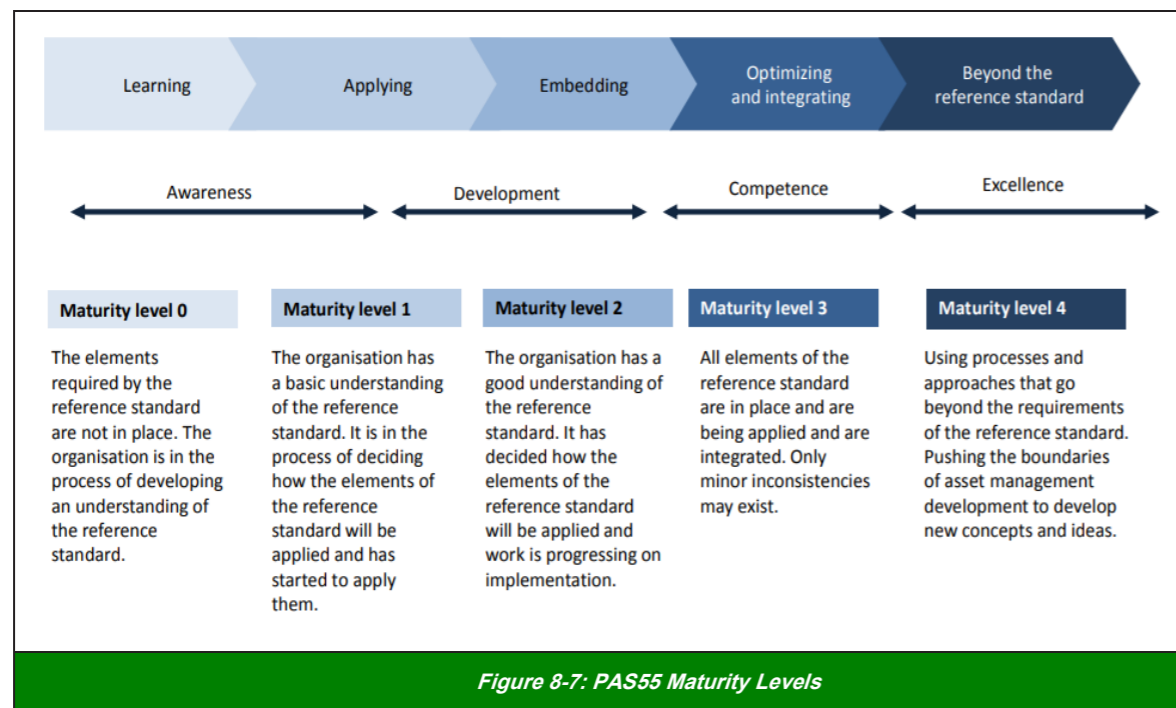 Learning
Applying
Embedding
Optimizing
and integrating
Beyond the
reference standard
Awareness
Development
Competence
Excellence
Maturity level 0
The elements
required by the
reference standard
are not in place. The
organisation is in the
process of developing
an understanding of
the reference
standard.
Maturity level 1
The organisation has
a basic understanding
of the reference
standard. It is in the
process of deciding
how the elements of
the reference
standard will be
applied and has
started to apply
them.
Maturity level 2
The organisation has a
good understanding of
the reference
standard. It has
decided how the
elements of the
reference standard
will be applied and
work is progressing on
implementation.
Maturity level 3
All elements of the
reference standard
are in place and are
being applied and are
integrated. Only
minor inconsistencies
may exist.
Maturity level 4
Using processes and
approaches that go
beyond the requirements
of the reference standard.
Pushing the boundaries
of asset management
development to develop
new concepts and ideas.
Figure 8-7: PAS55 Maturity Levels